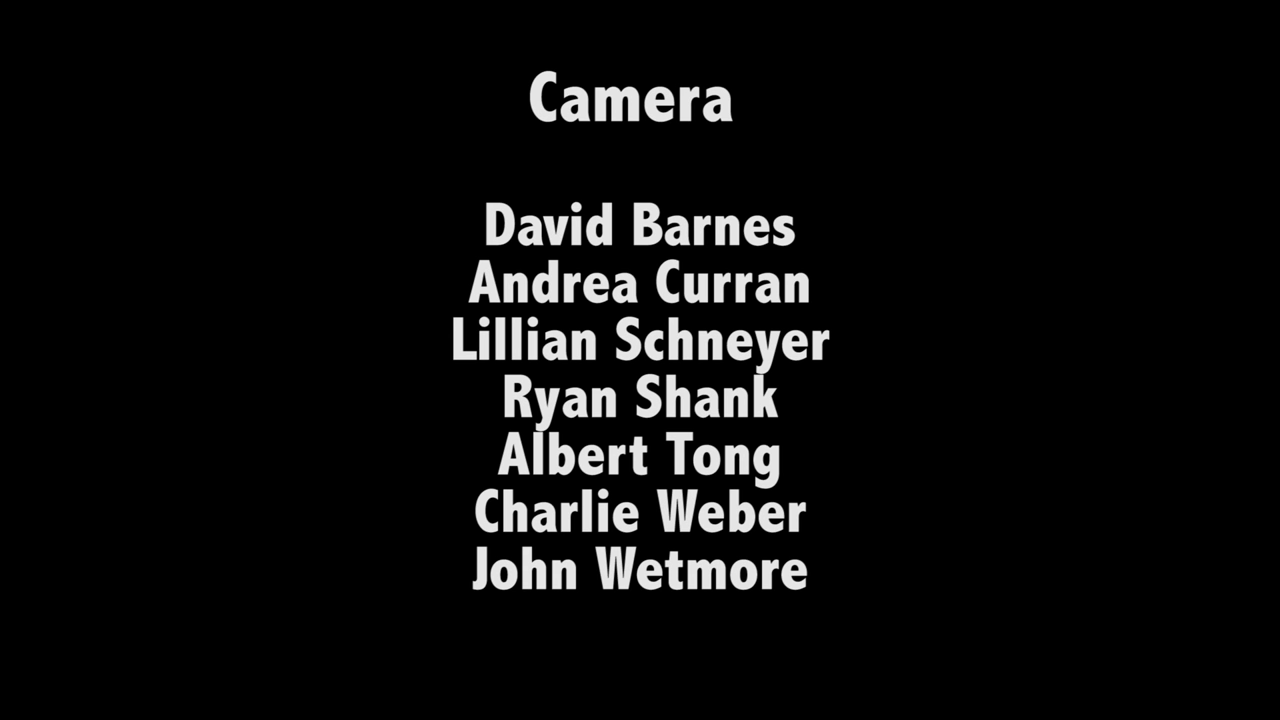 Camera
David Barnes
Andrea Curran
Lillian Schneyer
Ryan Shank
Albert Tong
Charlie Weber
John Wetmore